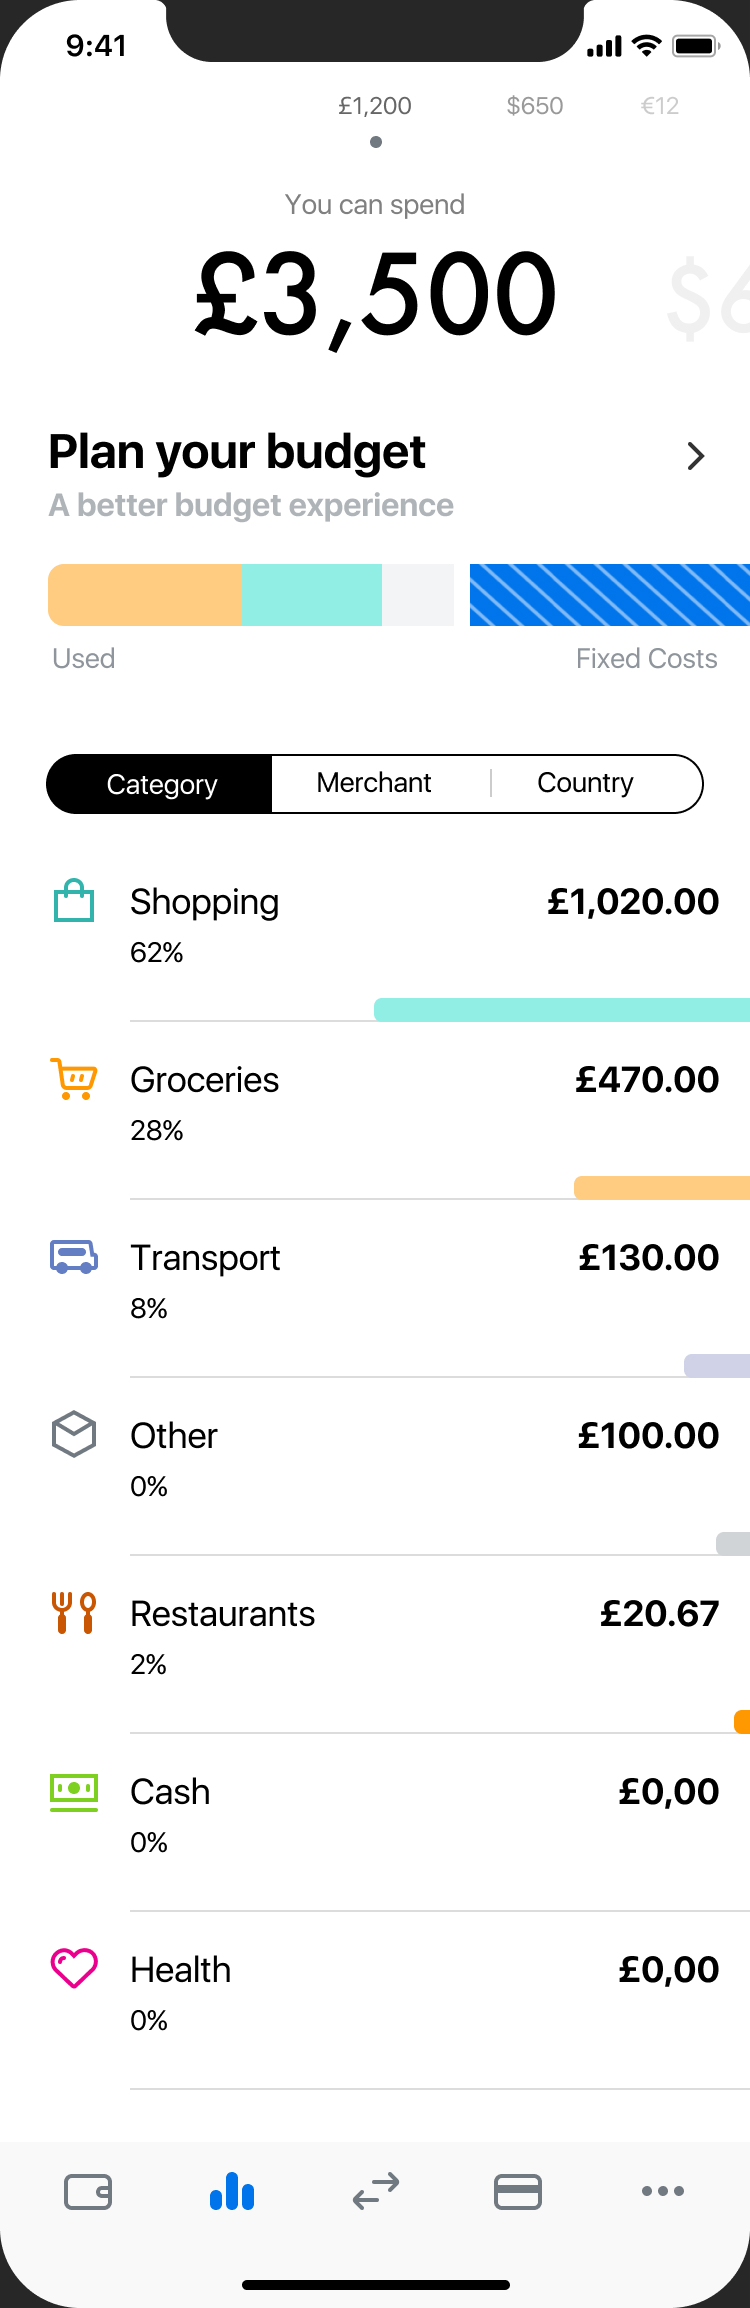 9:41
£1,200 $650 €12
You can spend
£3,500 $6
Plan your budget
A better budget experience
Used Fixed Costs
Category Merchant Country
Shopping £1,020.00
62%
Groceries £470.00
28%
Transport £130.00
8%
Other £100.00
0%
Restaurants £20.67
2%
Cash £0,00
0%
Health £0,00
0%